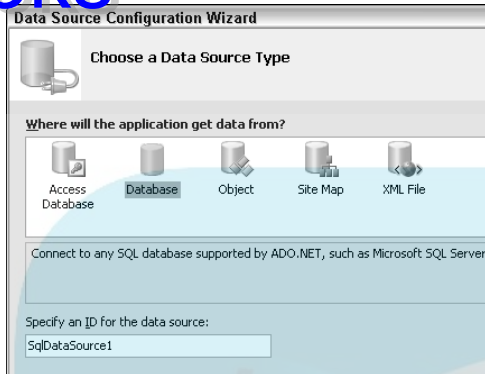 Data Source Configuration Wizard
Choose a Data Source Type
Where will the application get data from?
Access Database
Database
Object
Site Map
XML File
Connect to any SQL database supported by ADO.NET, such as Microsoft SQL Server
Specify an ID for the data source:
SqlDataSource1